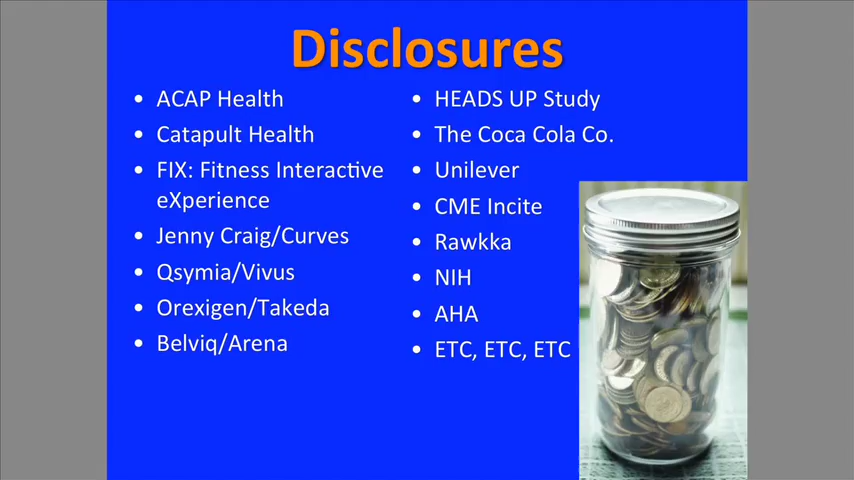 Disclosures
• ACAP Health
• Catapult Health
• FIX: Fitness Interactive
eXperience
• Jenny Craig/Curves
• Qsymia/Vivus
• Orexigen/Takeda
• Belviq/Arena
• HEADS UP Study
• The Coca Cola Co.
• Unilever
• CME Incite
• Rawkka
• NIH
• AHA
• ETC, ETC, ETC